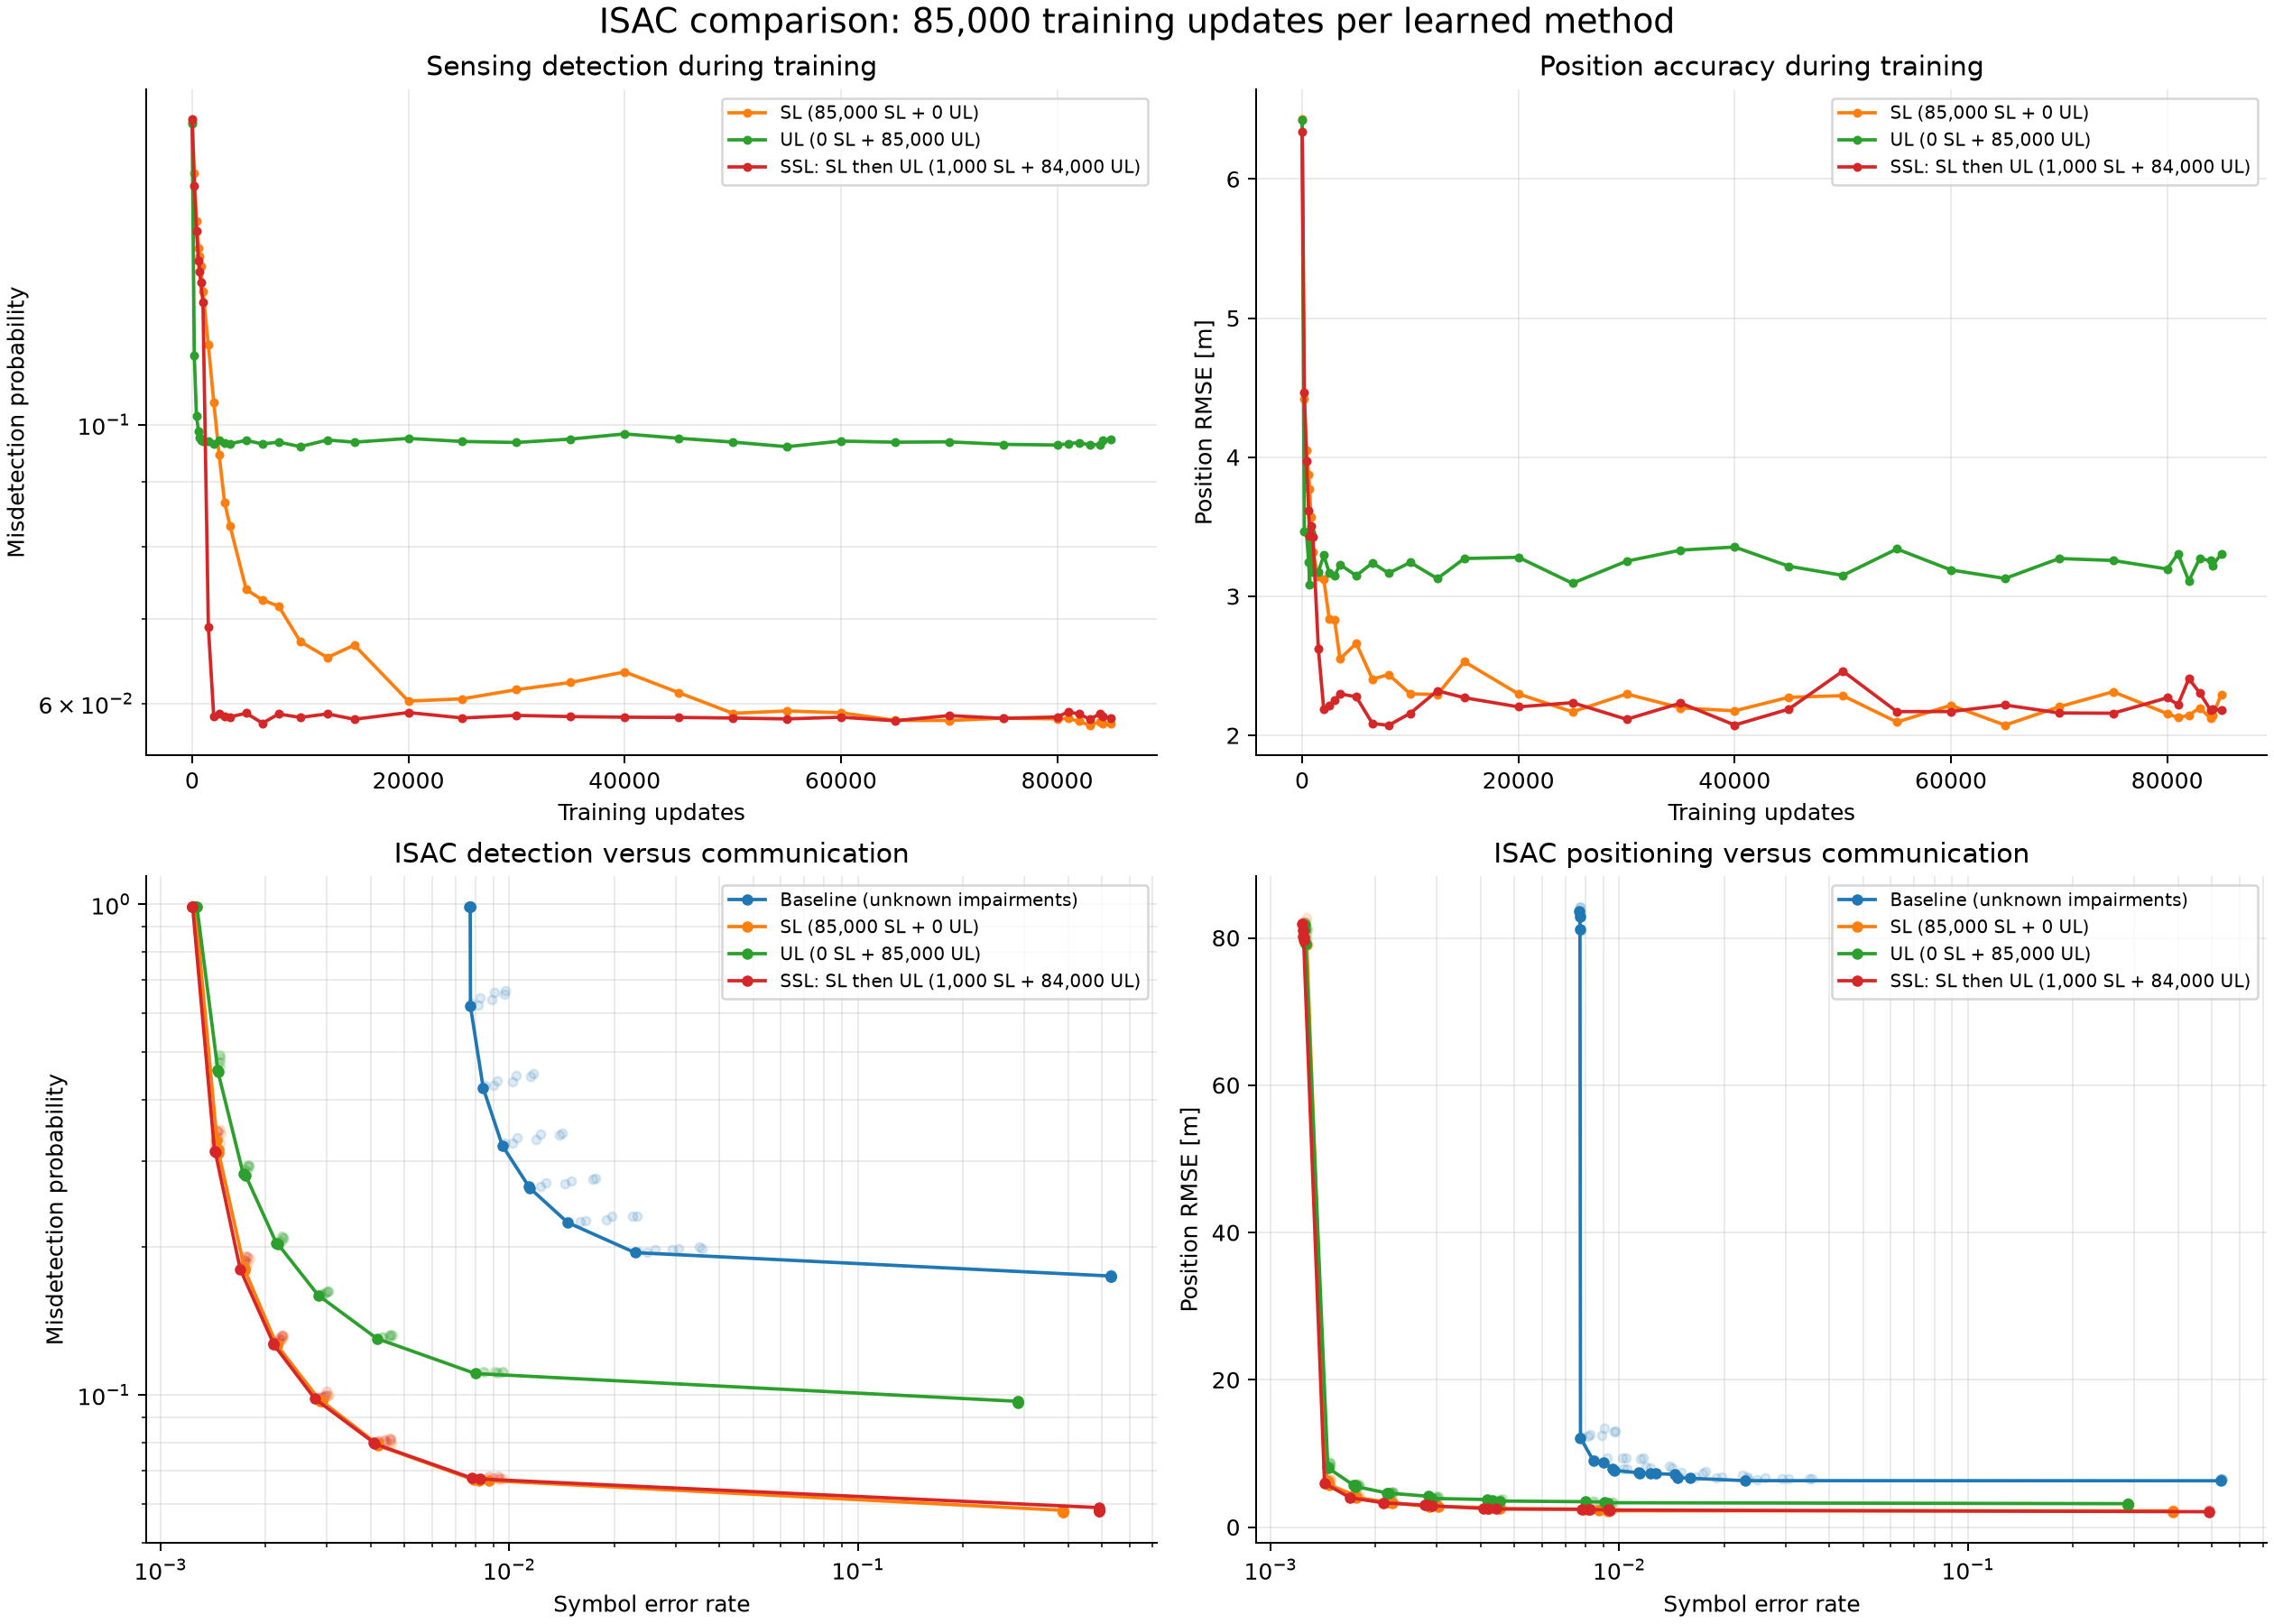 ISAC comparison: 85,000 training updates per learned method
Sensing detection during training
Misdetection probability
10⁻¹
6 × 10⁻²
SL (85,000 SL + 0 UL)
UL (0 SL + 85,000 UL)
SSL: SL then UL (1,000 SL + 84,000 UL)
0 20000 40000 60000 80000
Training updates
Position accuracy during training
Position RMSE [m]
6
5
4
3
2
SL (85,000 SL + 0 UL)
UL (0 SL + 85,000 UL)
SSL: SL then UL (1,000 SL + 84,000 UL)
0 20000 40000 60000 80000
Training updates
ISAC detection versus communication
Misdetection probability
10⁰
10⁻¹
Baseline (unknown impairments)
SL (85,000 SL + 0 UL)
UL (0 SL + 85,000 UL)
SSL: SL then UL (1,000 SL + 84,000 UL)
10⁻³ 10⁻² 10⁻¹
Symbol error rate
ISAC positioning versus communication
Position RMSE [m]
80
60
40
20
0
Baseline (unknown impairments)
SL (85,000 SL + 0 UL)
UL (0 SL + 85,000 UL)
SSL: SL then UL (1,000 SL + 84,000 UL)
10⁻³ 10⁻² 10⁻¹
Symbol error rate